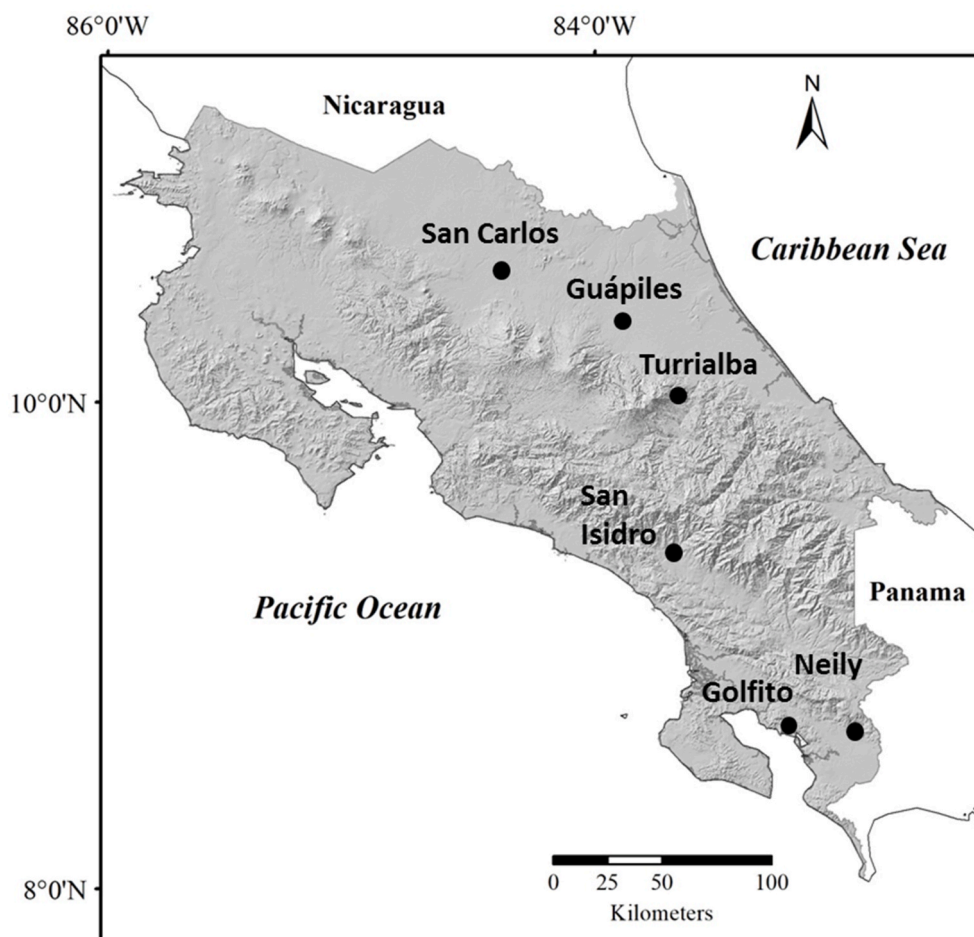 86°0'W
84°0'W
N
Nicaragua
San Carlos
Caribbean Sea
Guápiles
Turrialba
10°0'N
San
Isidro
Panama
Pacific Ocean
Neily
Golfito
0 25 50 100
Kilometers
8°0'N